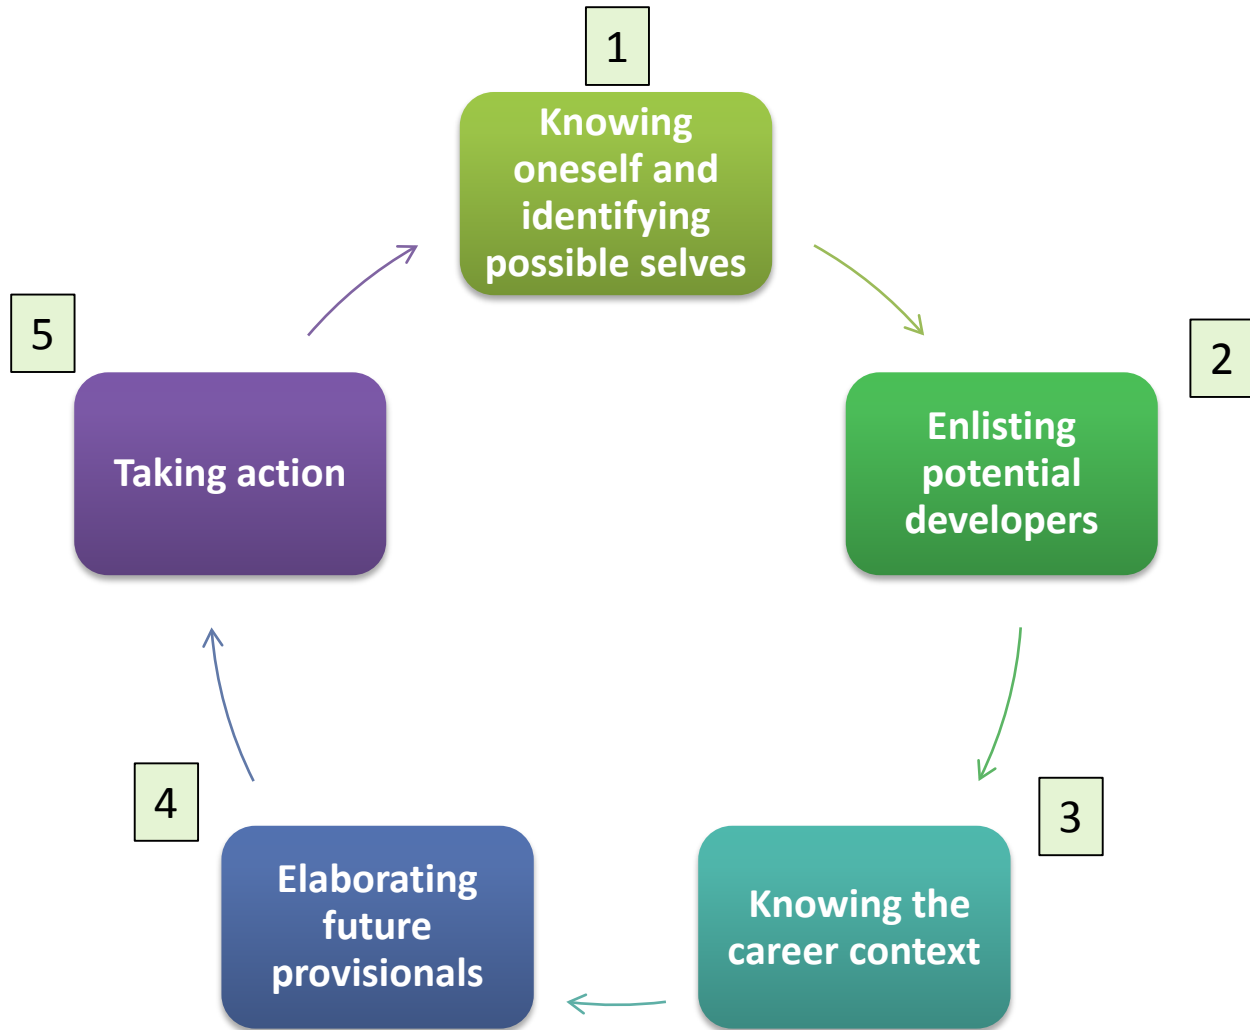 1
Knowing
oneself and
identifying
possible selves
2
Enlisting
potential
developers
3
Knowing the
career context
4
Elaborating
future
provisionals
5
Taking action